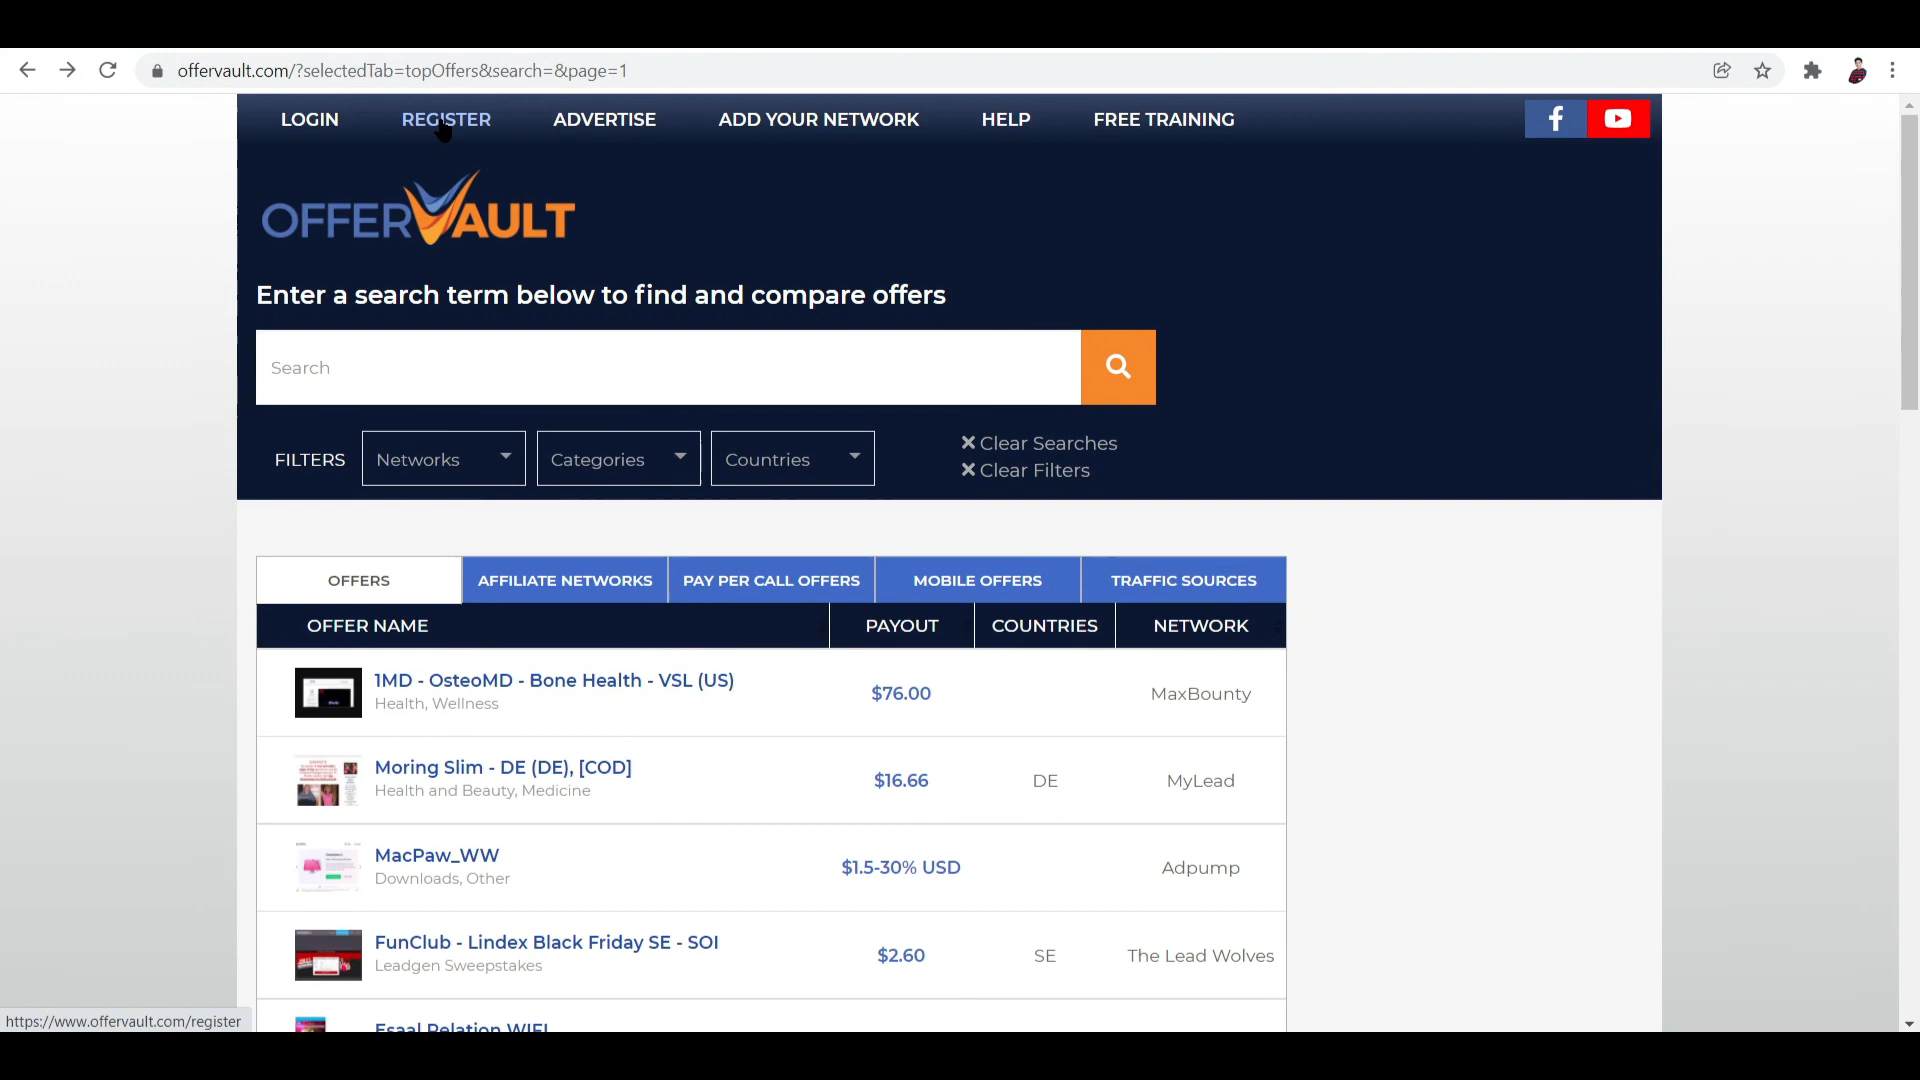 offervault.com/?selectedTab=topOffers&search=&page=1
LOGIN REGISTER ADVERTISE ADD YOUR NETWORK HELP FREE TRAINING
OFFERVAULT
Enter a search term below to find and compare offers
Search
FILTERS Networks Categories Countries
Clear Searches
Clear Filters
OFFERS AFFILIATE NETWORKS PAY PER CALL OFFERS MOBILE OFFERS TRAFFIC SOURCES
OFFER NAME PAYOUT COUNTRIES NETWORK
1MD - OsteoMD - Bone Health - VSL (US) $76.00 MaxBounty
Health, Wellness
Moring Slim - DE (DE), [COD] $16.66 DE MyLead
Health and Beauty, Medicine
MacPaw_WW $1.5-30% USD Adpump
Downloads, Other
FunClub - Lindex Black Friday SE - SOI $2.60 SE The Lead Wolves
Leadgen Sweepstakes
Esaal Relation WIFI
https://www.offervault.com/register